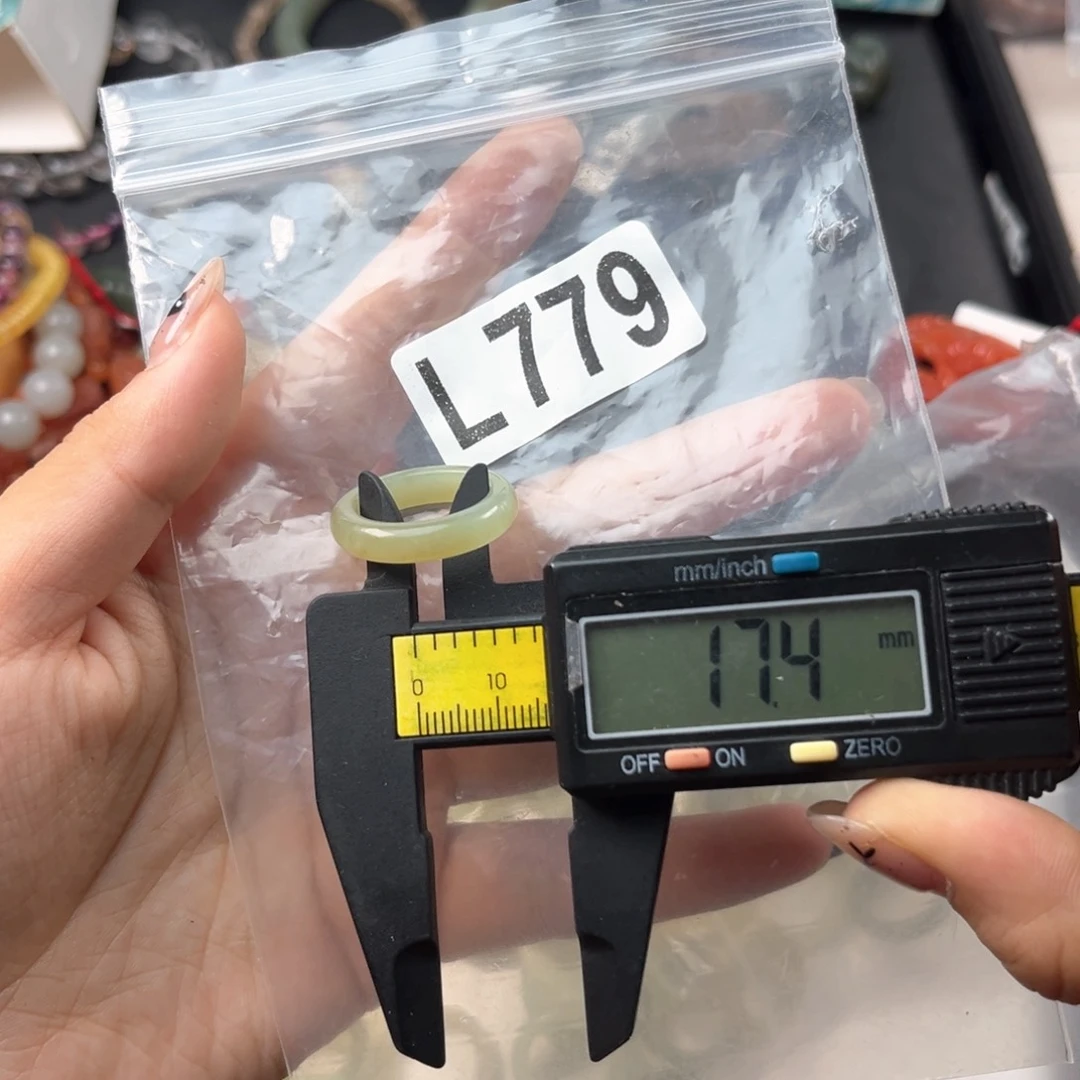 L779
mm/inch
17.4 mm
0 10
OFF ON ZERO